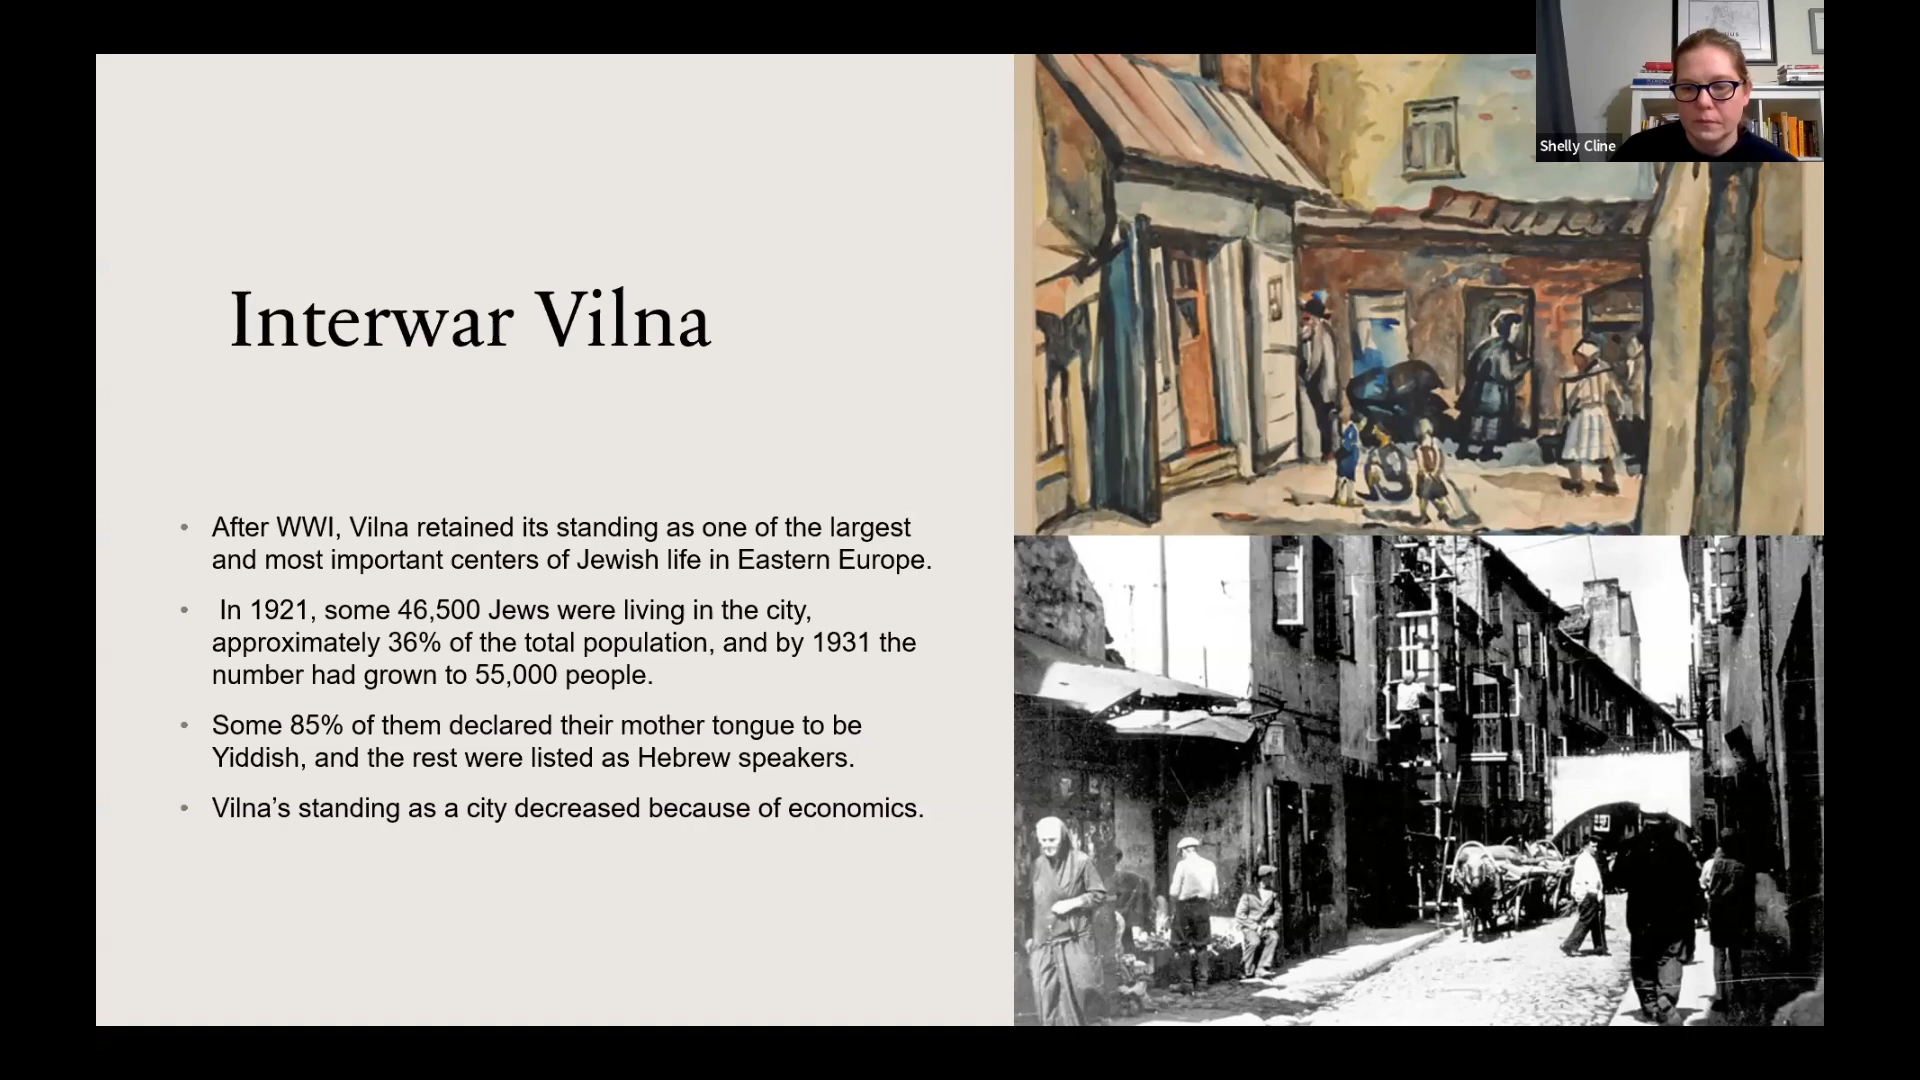 Shelly Cline
Interwar Vilna
• After WWI, Vilna retained its standing as one of the largest
and most important centers of Jewish life in Eastern Europe.
• In 1921, some 46,500 Jews were living in the city,
approximately 36% of the total population, and by 1931 the
number had grown to 55,000 people.
• Some 85% of them declared their mother tongue to be
Yiddish, and the rest were listed as Hebrew speakers.
• Vilna’s standing as a city decreased because of economics.